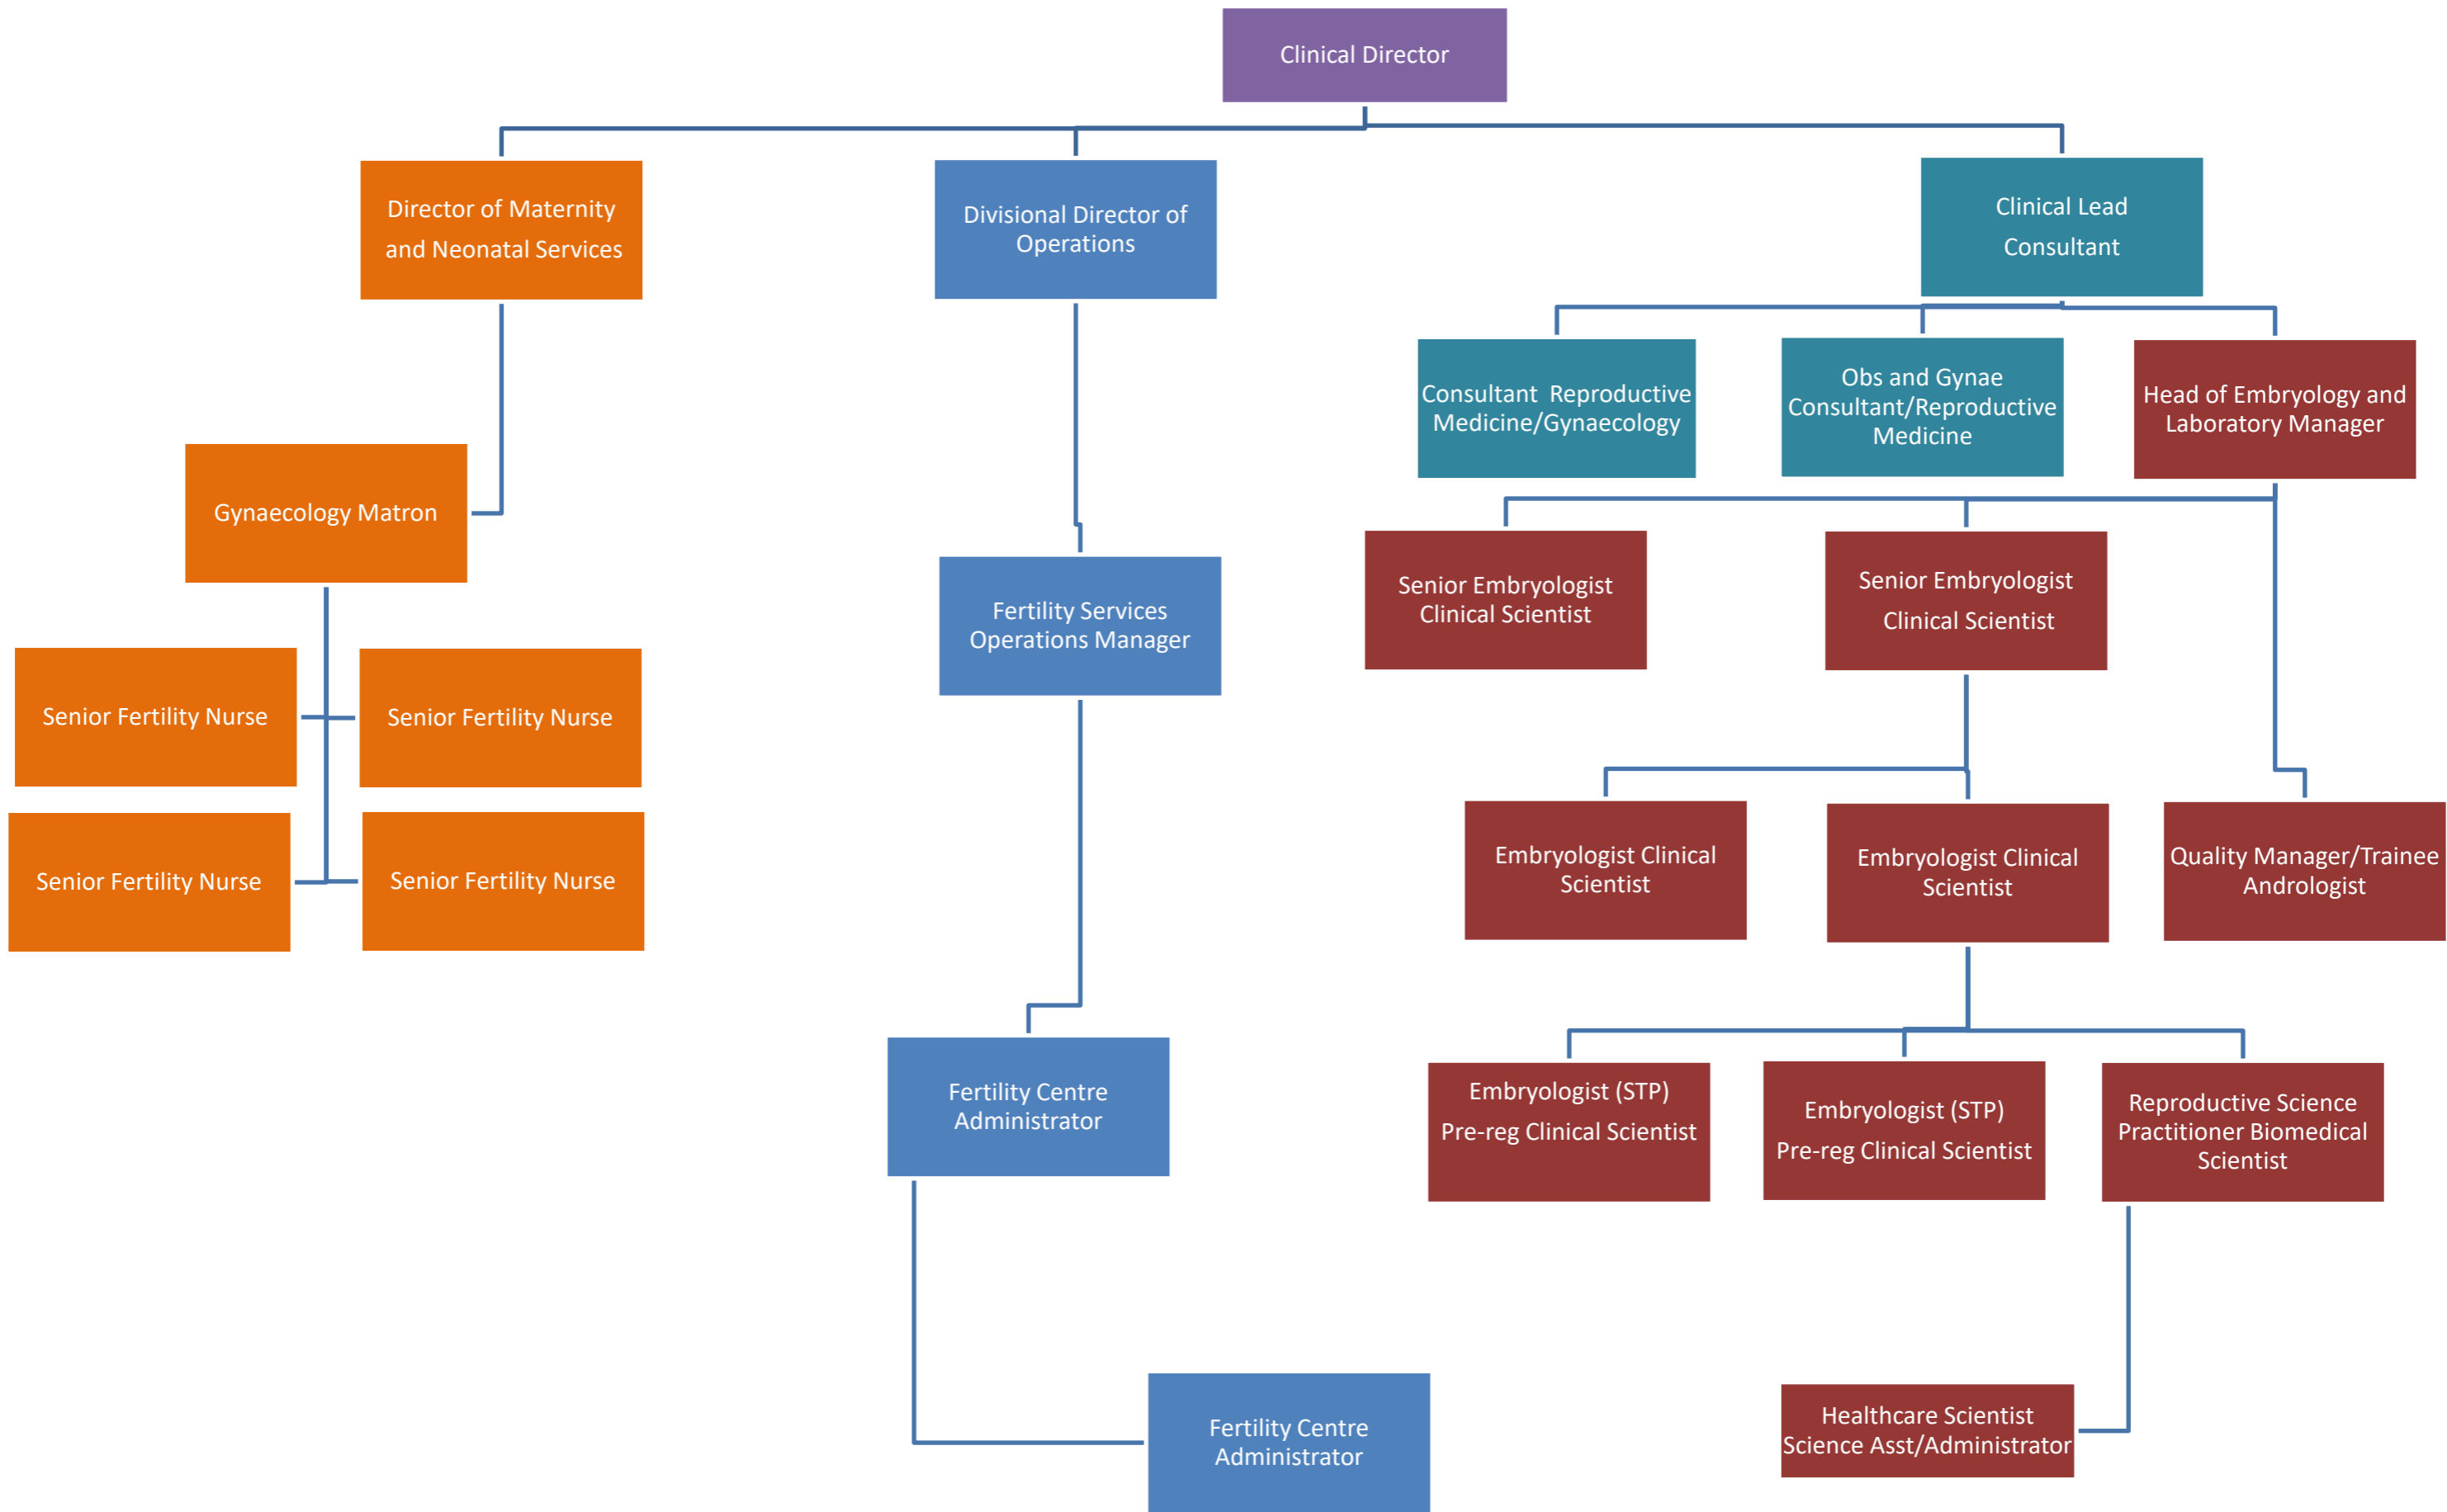 Clinical Director
Director of Maternity
and Neonatal Services
Divisional Director of
Operations
Clinical Lead
Consultant
Consultant  Reproductive
Medicine/Gynaecology
Obs and Gynae
Consultant/Reproductive
Medicine
Head of Embryology and
Laboratory Manager
Gynaecology Matron
Fertility Services
Operations Manager
Senior Embryologist
Clinical Scientist
Senior Embryologist
Clinical Scientist
Senior Fertility Nurse
Senior Fertility Nurse
Senior Fertility Nurse
Senior Fertility Nurse
Embryologist Clinical
Scientist
Embryologist Clinical
Scientist
Quality Manager/Trainee
Andrologist
Fertility Centre
Administrator
Embryologist (STP)
Pre-reg Clinical Scientist
Embryologist (STP)
Pre-reg Clinical Scientist
Reproductive Science
Practitioner Biomedical
Scientist
Fertility Centre
Administrator
Healthcare Scientist
Science Asst/Administrator